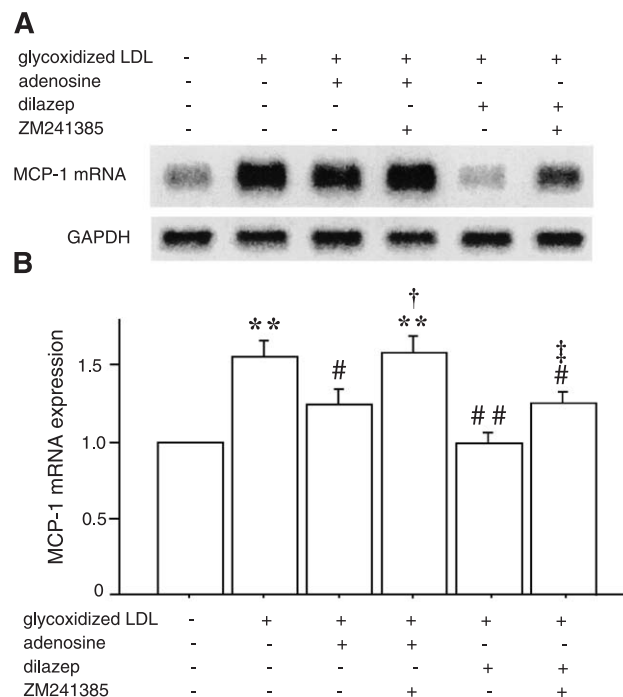 A
glycoxidized LDL - + + + + +
adenosine - - + + - -
dilazep - - - - + +
ZM241385 - - - + - +
MCP-1 mRNA
GAPDH
B
MCP-1 mRNA expression
1.5
1.0
0.5
0
**
#
†
**
##
‡
#
glycoxidized LDL - + + + + +
adenosine - - + + - -
dilazep - - - - + +
ZM241385 - - - + - +